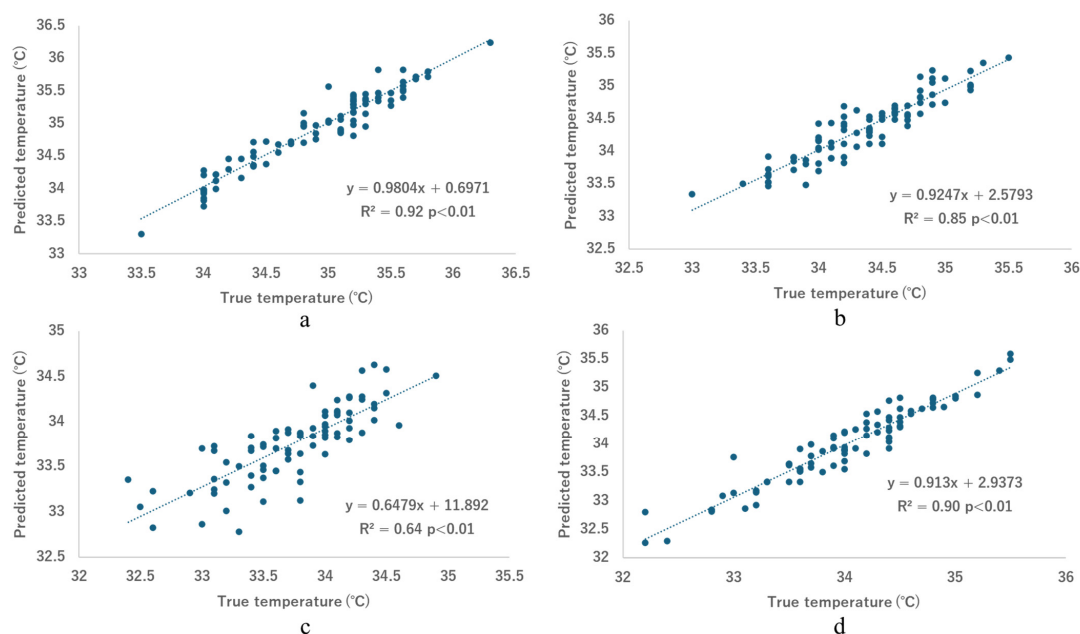 Predicted temperature (℃)
36.5
36
35.5
35
34.5
34
33.5
33
y = 0.9804x + 0.6971
R² = 0.92 p<0.01
33 33.5 34 34.5 35 35.5 36 36.5
True temperature (℃)
a
Predicted temperature (℃)
36
35.5
35
34.5
34
33.5
33
32.5
y = 0.9247x + 2.5793
R² = 0.85 p<0.01
32.5 33 33.5 34 34.5 35 35.5 36
True temperature (℃)
b
Predicted temperature (℃)
35
34.5
34
33.5
33
32.5
y = 0.6479x + 11.892
R² = 0.64 p<0.01
32 32.5 33 33.5 34 34.5 35 35.5
True temperature (℃)
c
Predicted temperature (℃)
36
35.5
35
34.5
34
33.5
33
32.5
32
y = 0.913x + 2.9373
R² = 0.90 p<0.01
32 33 34 35 36
True temperature (℃)
d